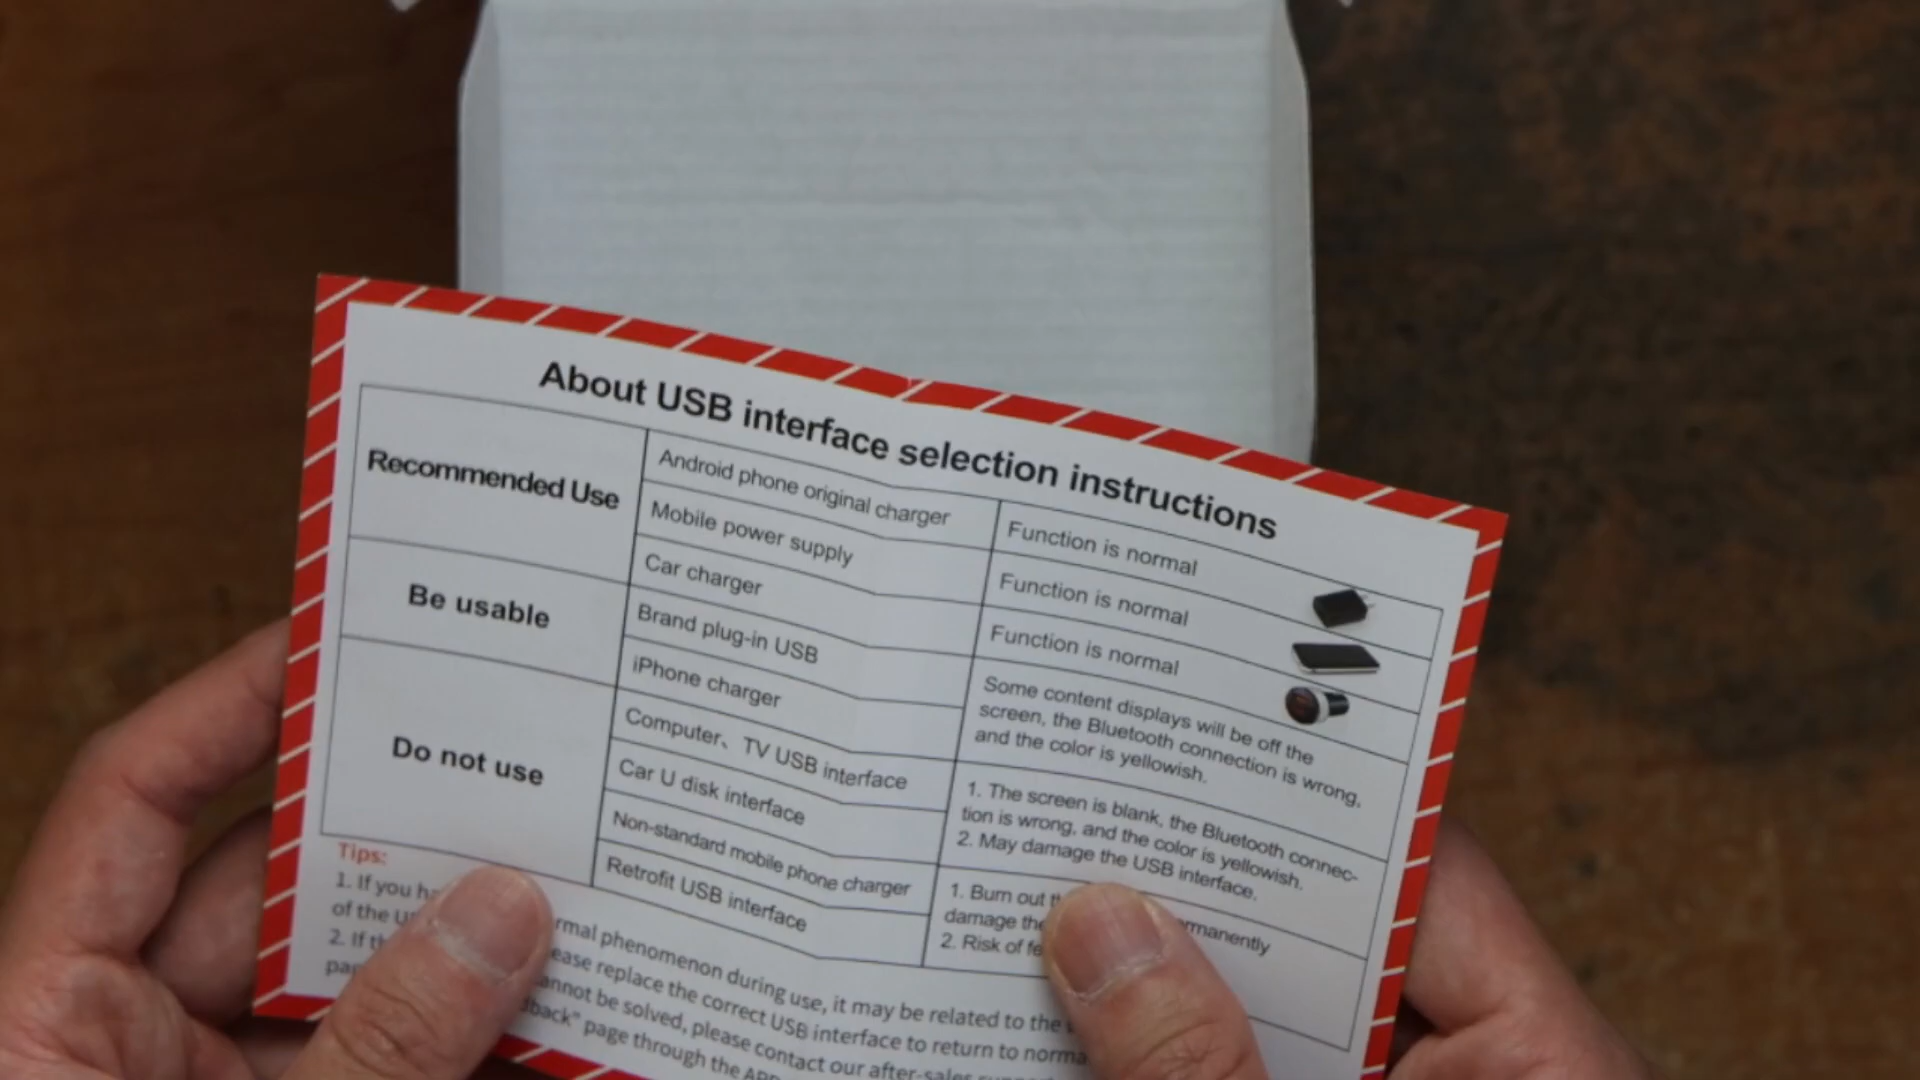 About USB interface selection instructions
Recommended Use
Android phone original charger
Function is normal
Mobile power supply
Function is normal
Car charger
Function is normal
Be usable
Brand plug-in USB
iPhone charger
Some content displays will be off the
screen, the Bluetooth connection is wrong,
and the color is yellowish.
Do not use
Computer、 TV USB interface
Car U disk interface
1. The screen is blank, the Bluetooth connec-
tion is wrong, and the color is yellowish.
2. May damage the USB interface.
Non-standard mobile phone charger
Retrofit USB interface
1. Burn out
damage the
2. Risk of
Tips:
1. If you
phenomenon during use, it may be related to the
of the
replace the correct USB interface to return to
2. If
be solved, please contact our after-sales
page through the